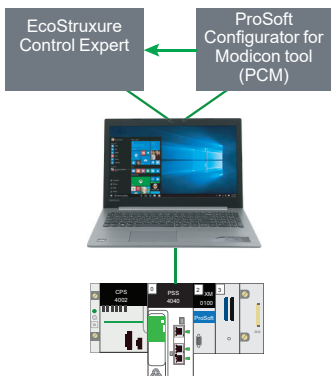 EcoStruxure
Control Expert
ProSoft
Configurator for
Modicon tool
(PCM)
CPS
4002
0
PSS
4040
2
XM
0100
ProSoft
3